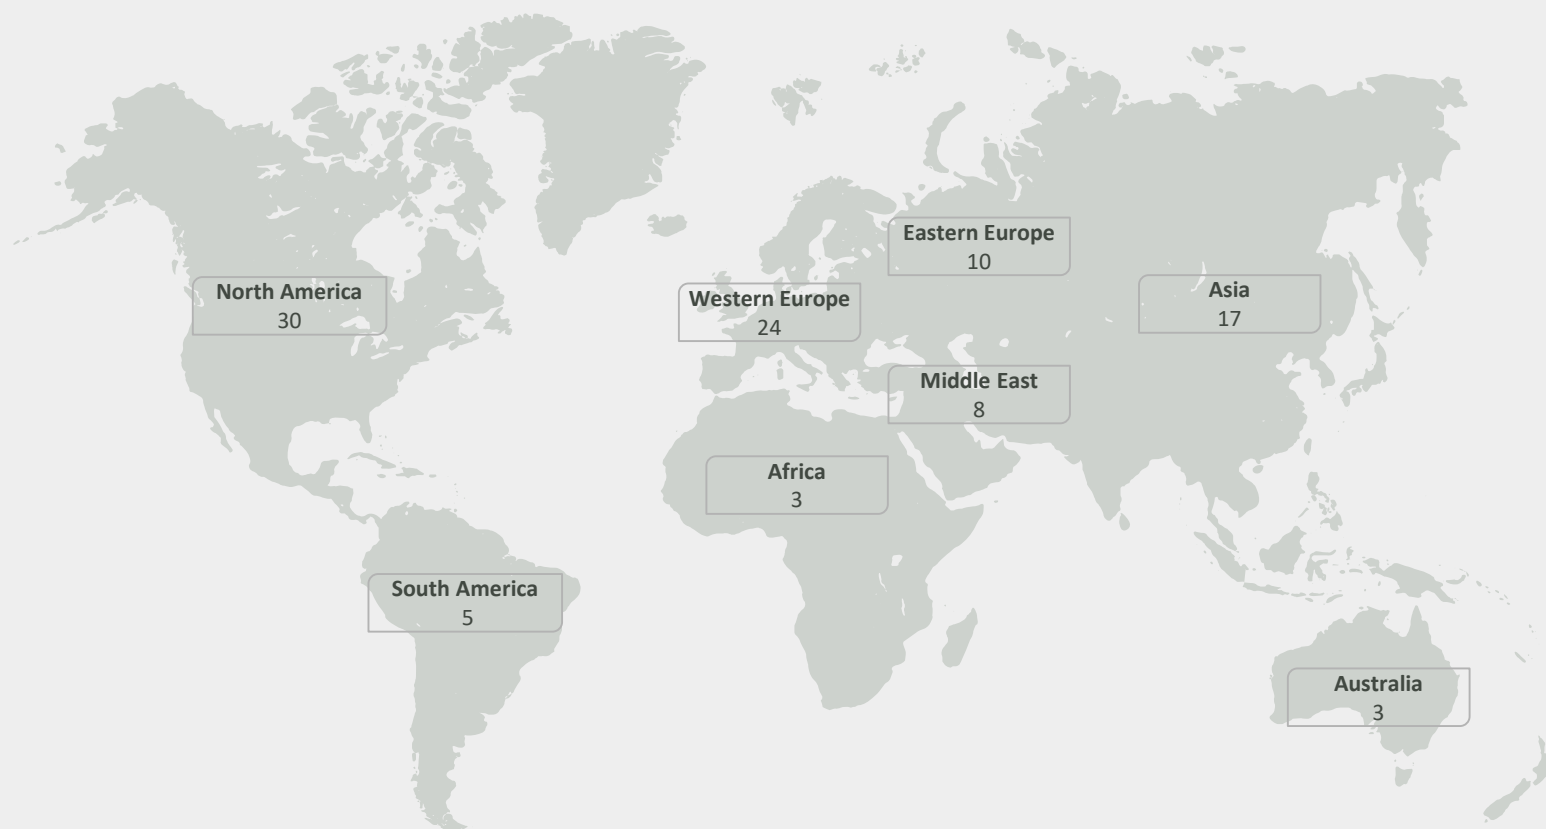 North America
30
Western Europe
24
Eastern Europe
10
Asia
17
Middle East
8
Africa
3
South America
5
Australia
3